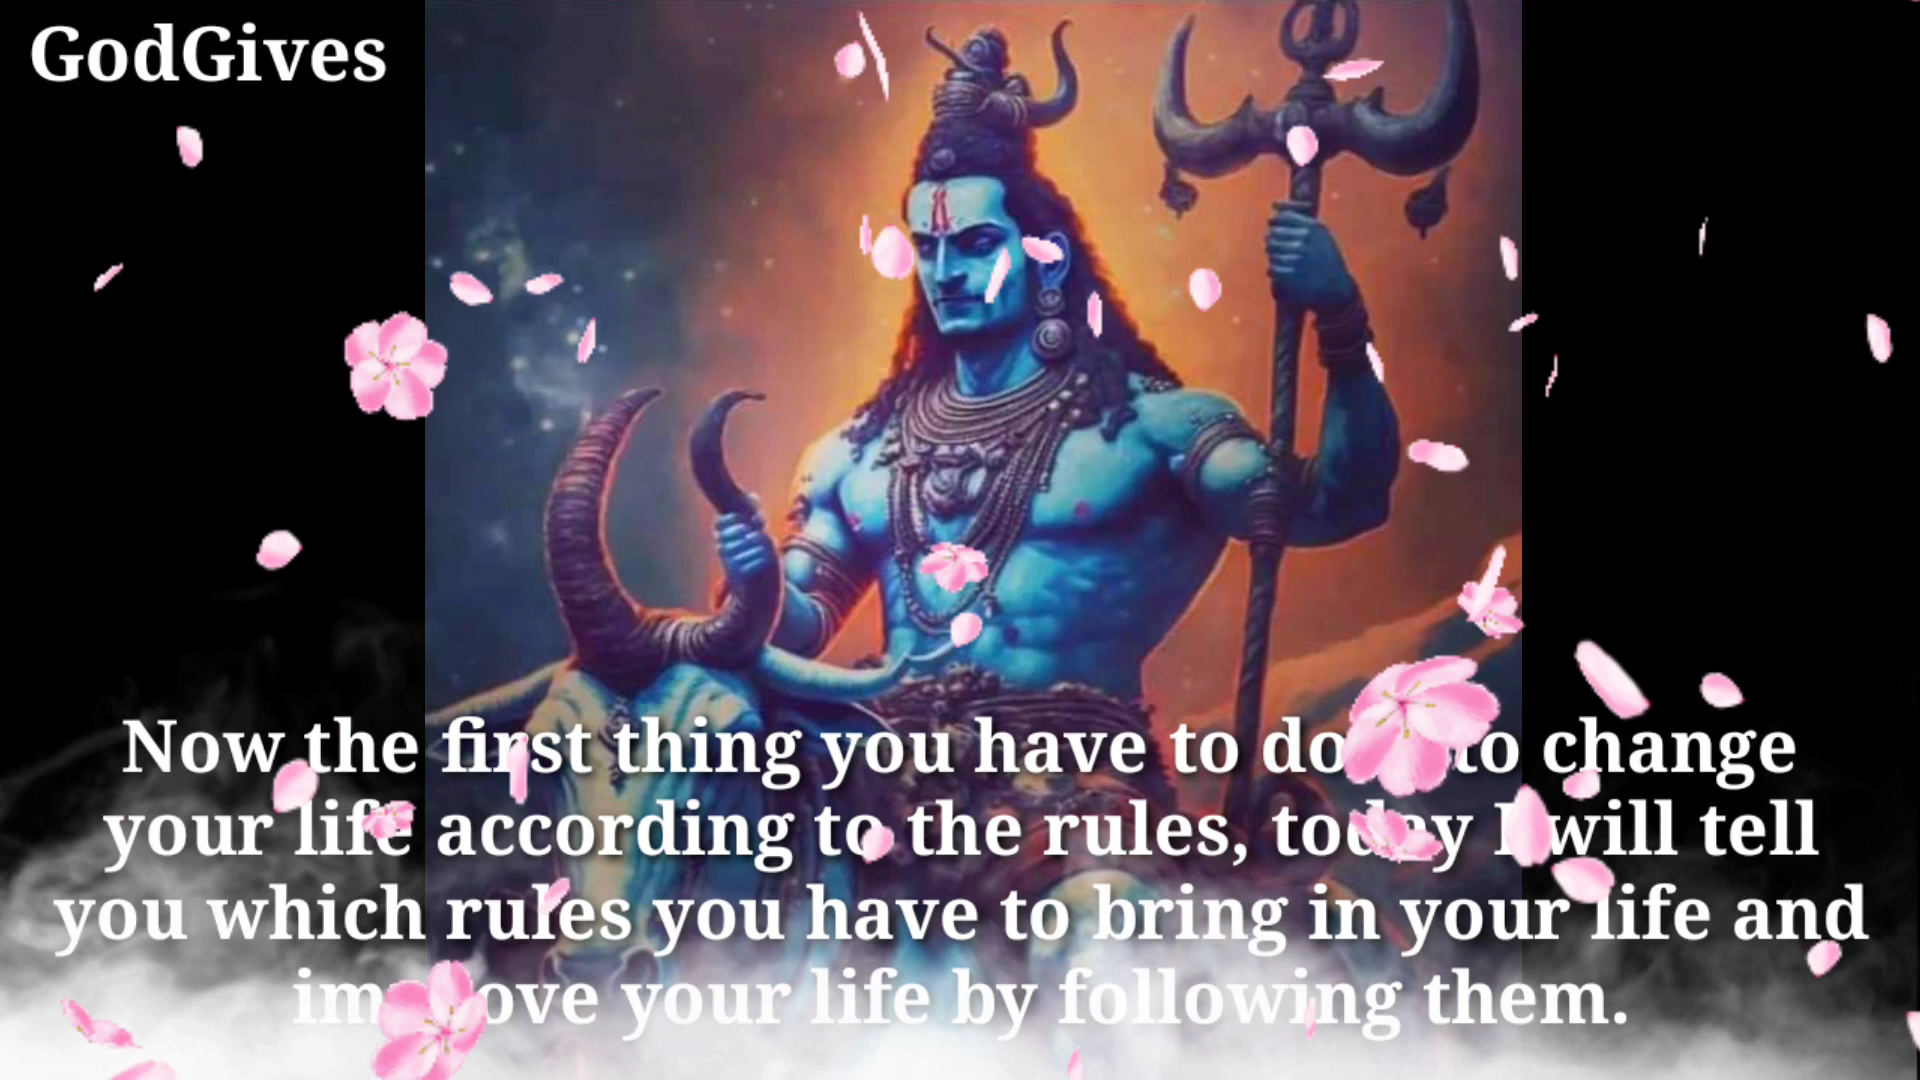 GodGives
Now the first thing you have to do to change
your life according to the rules, today I will tell
you which rules you have to bring in your life and
improve your life by following them.